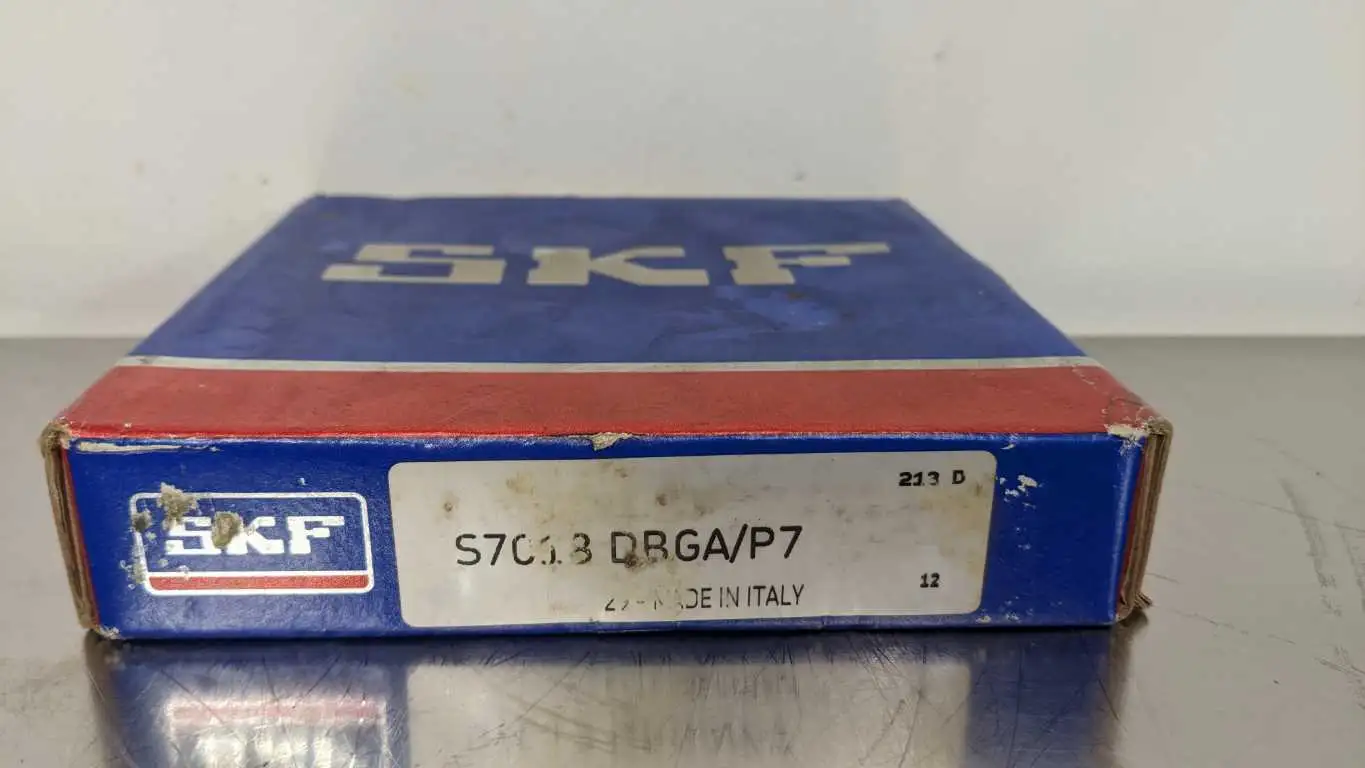 SKF
213 D
SKF
DBGA/P7
MADE IN ITALY
12